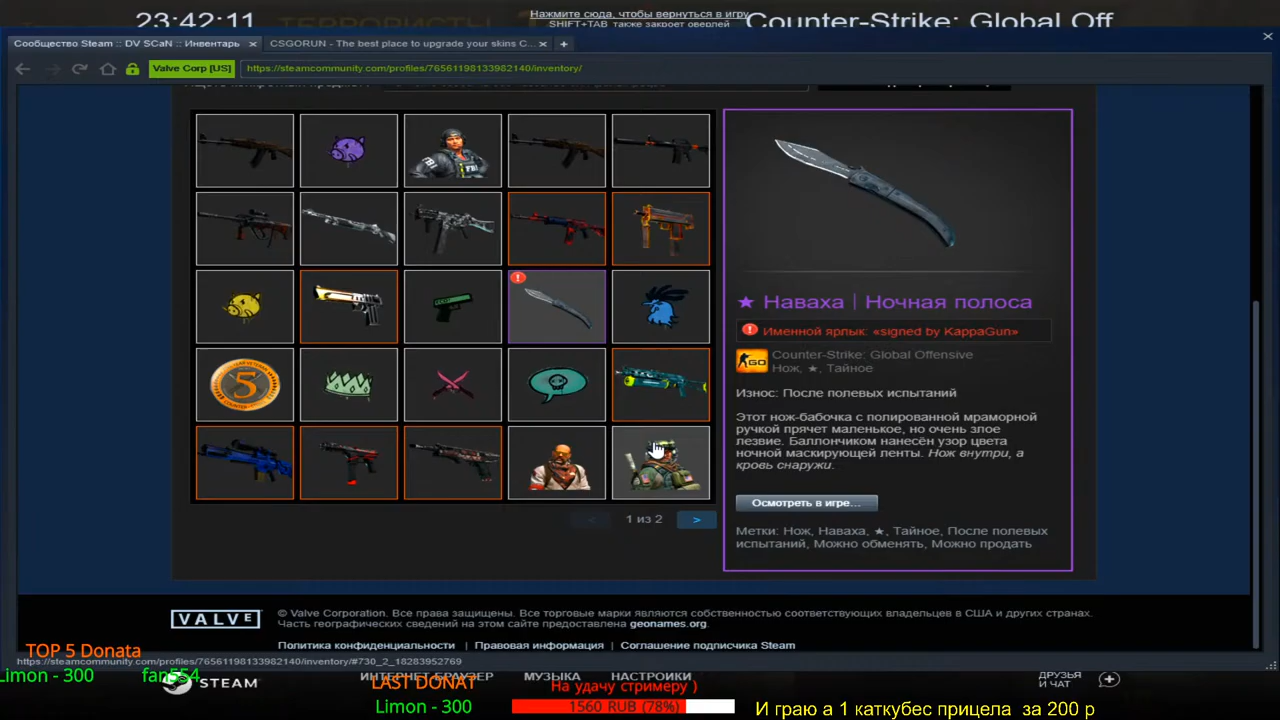 23:42:11
ТЕРРОРИСТЫ
Нажмите сюда, чтобы вернуться в игру
SHIFT+TAB также закроет оверлей
Counter-Strike: Global Off
Сообщество Steam :: DV SCaN :: Инвентарь
CSGORUN - The best place to upgrade your skins C...
Valve Corp [US]
https://steamcommunity.com/profiles/76561198133982140/inventory/
FBI
5
★ Наваха | Ночная полоса
Именной ярлык: «signed by KappaGun»
GO
Counter-Strike: Global Offensive
Нож, ★, Тайное
Износ: После полевых испытаний
Этот нож-бабочка с полированной мраморной
ручкой прячет маленькое, но очень злое
лезвие. Баллончиком нанесён узор цвета
ночной маскирующей ленты. Нож внутри, а
кровь снаружи.
Осмотреть в игре...
Метки: Нож, Наваха, ★, Тайное, После полевых
испытаний, Можно обменять, Можно продать
< 1 из 2 >
VALVE
© Valve Corporation. Все права защищены. Все торговые марки являются собственностью соответствующих владельцев в США и других странах.
Часть географических сведений на этом сайте предоставлена geonames.org.
Политика конфиденциальности | Правовая информация | Соглашение подписчика Steam
TOP 5 Donata
https://steamcommunity.com/profiles/76561198133982140/inventory/#730_2_18283952769
Limon - 300 fan554
STEAM
ИНТЕРНЕТ-БРАУЗЕР
МУЗЫКА
НАСТРОЙКИ
ДРУЗЬЯ
И ЧАТ
LAST DONAT
Limon - 300
На удачу стримеру )
1560 RUB (78%)
И граю а 1 каткубес прицела за 200 р